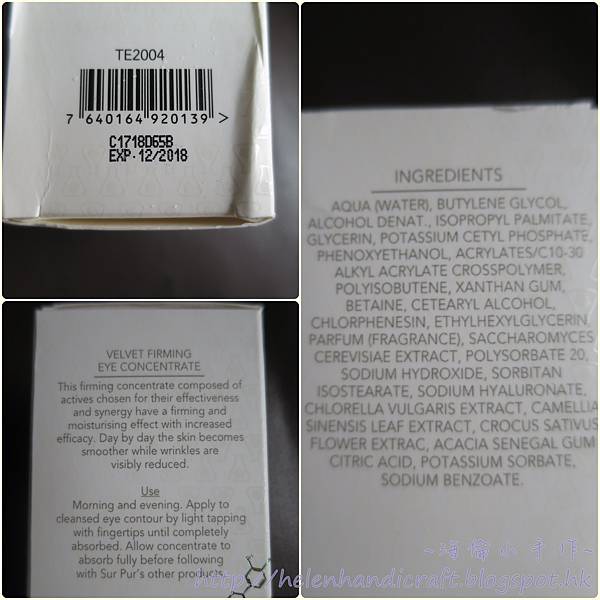 TE2004
7 640164 920139 >
C1718D65B
EXP. 12/2018
VELVET FIRMING
EYE CONCENTRATE
This firming concentrate composed of
actives chosen for their effectiveness
and synergy have a firming and
moisturising effect with increased
efficacy. Day by day the skin becomes
smoother while wrinkles are
visibly reduced.
Use
Morning and evening. Apply to
cleansed eye contour by light tapping
with fingertips until completely
absorbed. Allow concentrate to
absorb fully before following
with Sur Pur's other products.
INGREDIENTS
AQUA (WATER), BUTYLENE GLYCOL,
ALCOHOL DENAT., ISOPROPYL PALMITATE,
GLYCERIN, POTASSIUM CETYL PHOSPHATE,
PHENOXYETHANOL, ACRYLATES/C10-30
ALKYL ACRYLATE CROSSPOLYMER,
POLYISOBUTENE, XANTHAN GUM,
BETAINE, CETEARYL ALCOHOL,
CHLORPHENESIN, ETHYLHEXYLGLYCERIN,
PARFUM (FRAGRANCE), SACCHAROMYCES
CEREVISIAE EXTRACT, POLYSORBATE 20,
SODIUM HYDROXIDE, SORBITAN
ISOSTEARATE, SODIUM HYALURONATE,
CHLORELLA VULGARIS EXTRACT, CAMELLIA
SINENSIS LEAF EXTRACT, CROCUS SATIVUS
FLOWER EXTRAC, ACACIA SENEGAL GUM
CITRIC ACID, POTASSIUM SORBATE,
SODIUM BENZOATE.
~海倫小手作~
http://helenhandicraft.blogspot.hk